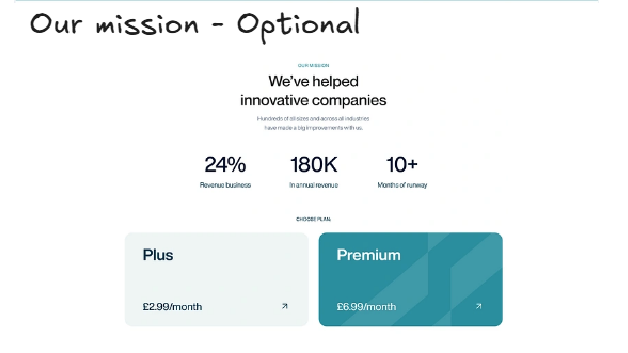 Our mission - Optional
OUR MISSION
We've helped
innovative companies
Hundreds of all sizes and across all industries
have made a big improvements with us.
24%
180K
10+
Revenue business
In annual revenue
Months of runway
CHOOSE PLAN:
Plus
Premium
£2.99/month
£6.99/month